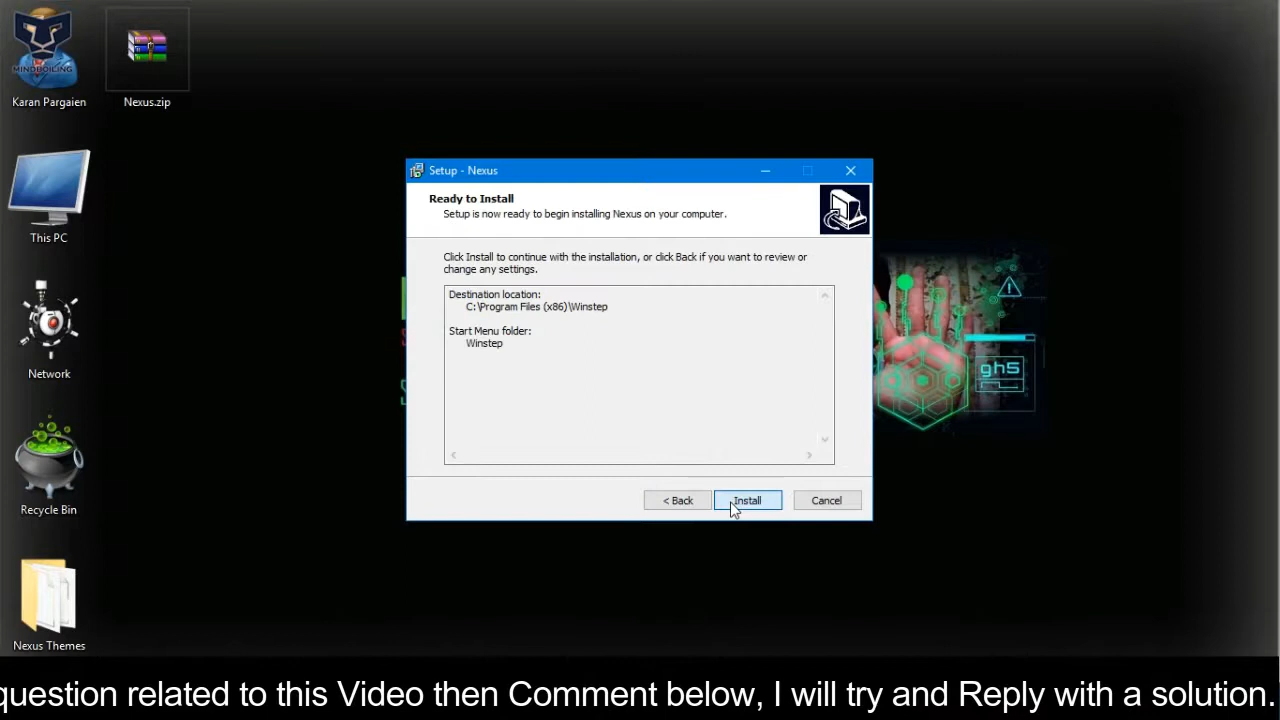 MINDBOILING
Karan Pargaien
Nexus.zip
This PC
Network
Recycle Bin
Nexus Themes
Setup - Nexus
Ready to Install
Setup is now ready to begin installing Nexus on your computer.
Click Install to continue with the installation, or click Back if you want to review or
change any settings.
Destination location:
C:\Program Files (x86)\Winstep
Start Menu folder:
Winstep
< Back
Install
Cancel
gh5
question related to this Video then Comment below, I will try and Reply with a solution.